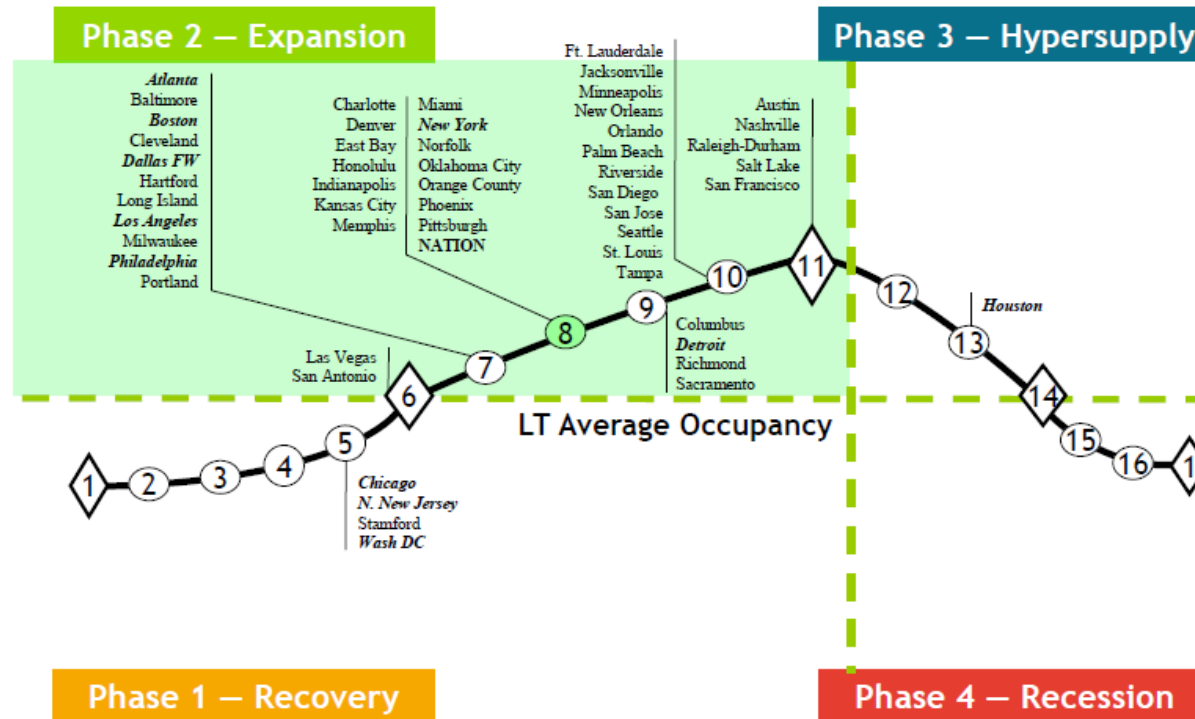 Phase 2 — Expansion
Phase 3 — Hypersupply
Atlanta
Baltimore
Boston
Cleveland
Dallas FW
Hartford
Long Island
Los Angeles
Milwaukee
Philadelphia
Portland
Charlotte
Denver
East Bay
Honolulu
Indianapolis
Kansas City
Memphis
Miami
New York
Norfolk
Oklahoma City
Orange County
Phoenix
Pittsburgh
NATION
Ft. Lauderdale
Jacksonville
Minneapolis
New Orleans
Orlando
Palm Beach
Riverside
San Diego
San Jose
Seattle
St. Louis
Tampa
Austin
Nashville
Raleigh-Durham
Salt Lake
San Francisco
Las Vegas
San Antonio
Columbus
Detroit
Richmond
Sacramento
Houston
LT Average Occupancy
1
2
3
4
5
6
7
8
9
10
11
12
13
14
15
16
1
Chicago
N. New Jersey
Stamford
Wash DC
Phase 1 — Recovery
Phase 4 — Recession